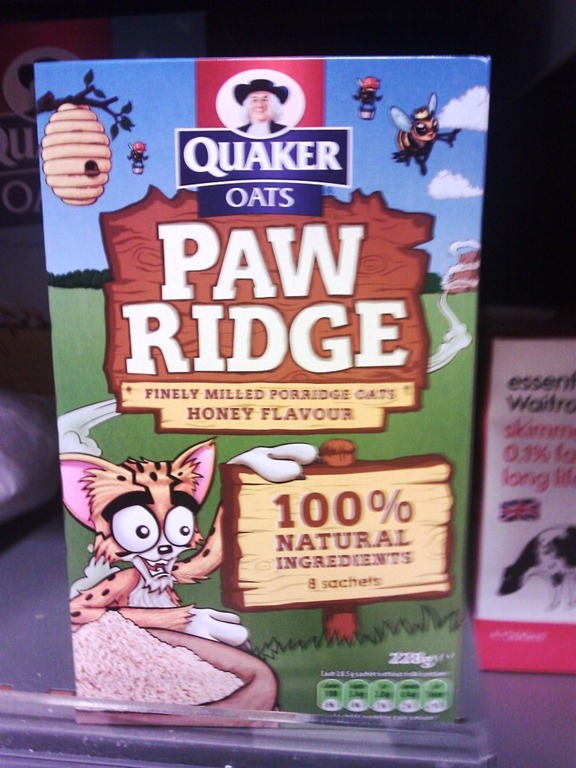 QUAKER
OATS
PAW
RIDGE
FINELY MILLED PORRIDGE OATS
HONEY FLAVOUR
100%
NATURAL
INGREDIENTS
8 sachets
228g
Waitro
skimm
0.1% fa
long lif